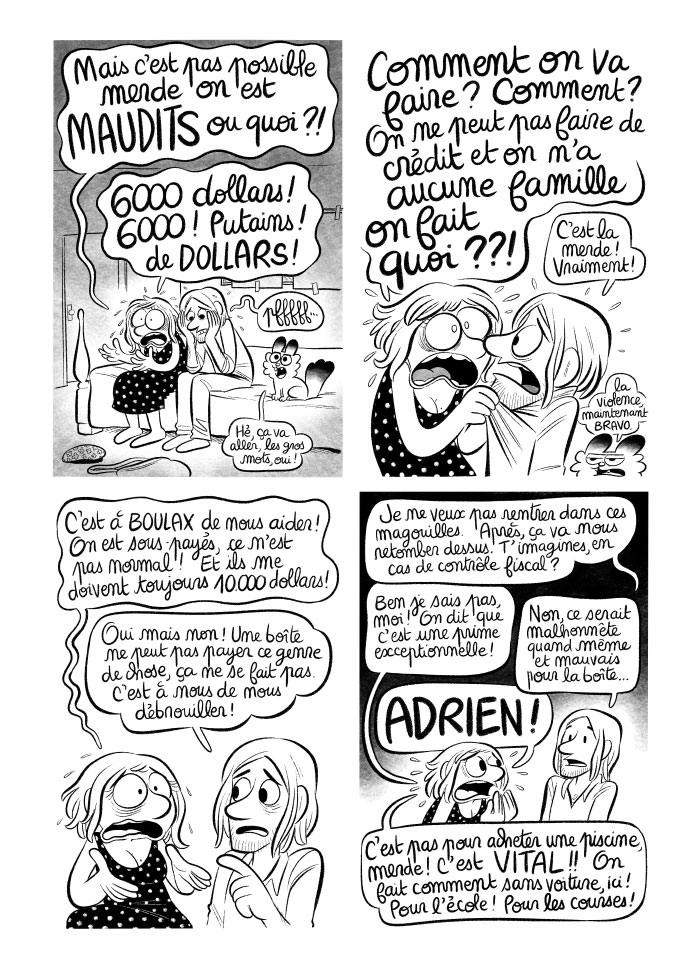 Mais c'est pas possible
merde on est
MAUDITS ou quoi ?!
6000 dollars !
6000 ! Putains !
de DOLLARS !
Pffffff...
Hé, ça va
aller, les gros
mots, oui !
Comment on va
faire ? Comment ?
On ne peut pas faire de
crédit et on n'a
aucune famille
on fait
quoi ??!
C'est la
merde !
Vraiment !
la
violence,
maintenant
BRAVO.
C'est à BOULAX de nous aider !
On est sous-payés, ce n'est
pas normal ! Et ils me
doivent toujours 10.000 dollars !
Oui mais non ! Une boîte
ne peut pas payer ce genre
de chose, ça ne se fait pas.
C'est à nous de nous
débrouiller !
Je ne veux pas rentrer dans ces
magouilles. Après, ça va nous
retomber dessus. T'imagines, en
cas de contrôle fiscal ?
Ben je sais pas,
moi ! On dit que
c'est une prime
exceptionnelle !
Non, ce serait
malhonnête
quand même
et mauvais
pour la boîte...
ADRIEN !
C'est pas pour acheter une piscine,
merde ! C'est VITAL !! On
fait comment sans voiture, ici !
Pour l'école ! Pour les courses !